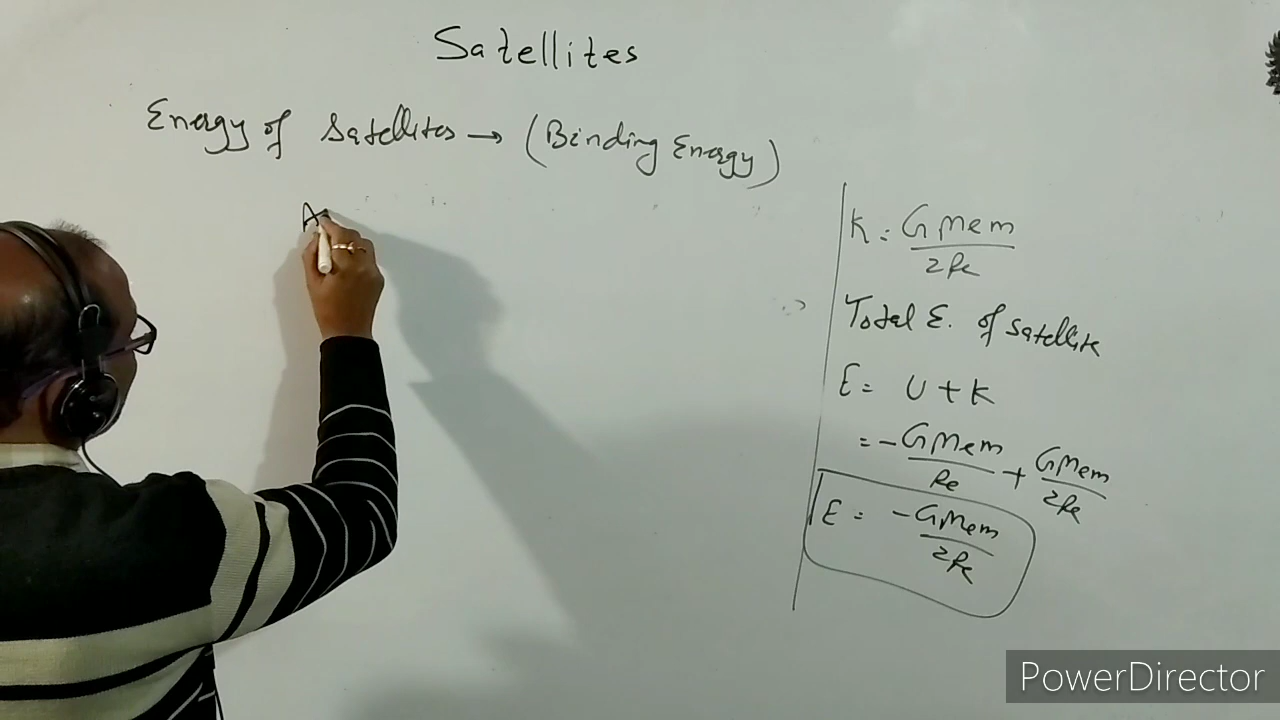 Satellites
Energy of Satellites → (Binding Energy)
A
K = GMem / 2Re
Total E. of satellite
E = U + K
= - GMem / Re + GMem / 2Re
E = - GMem / 2Re
PowerDirector